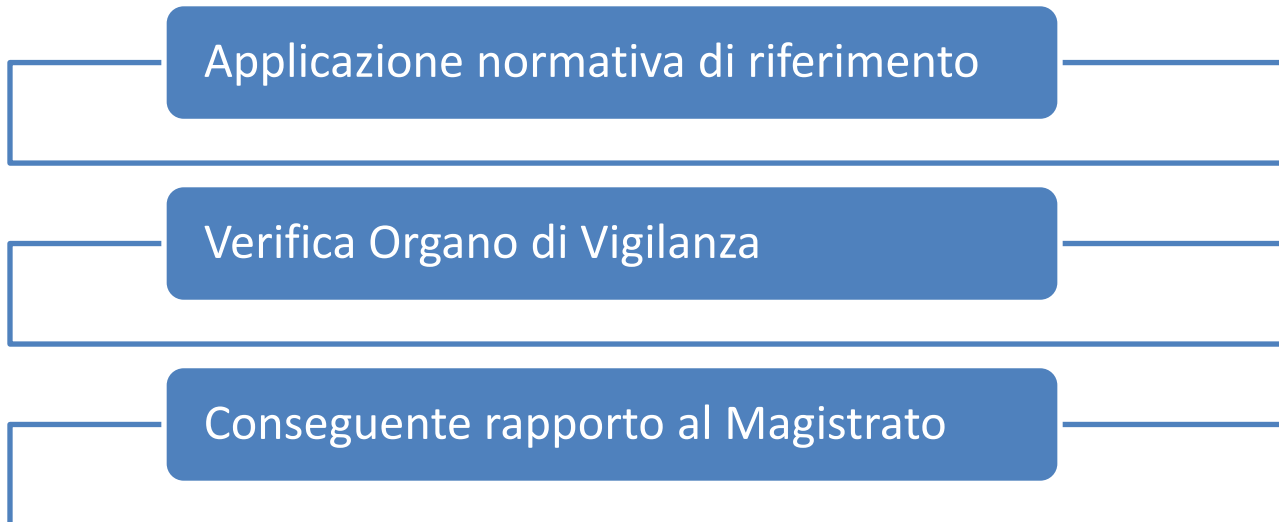 Applicazione normativa di riferimento
Verifica Organo di Vigilanza
Conseguente rapporto al Magistrato